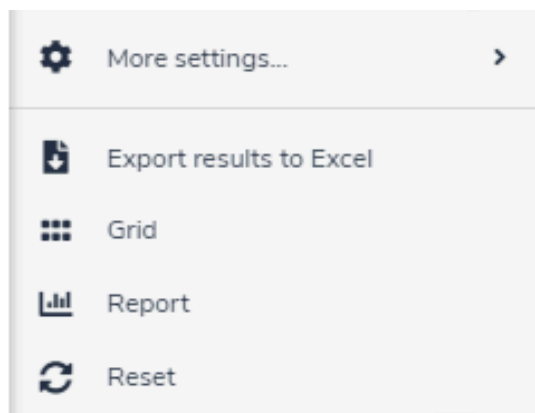 More settings...
Export results to Excel
Grid
Report
Reset